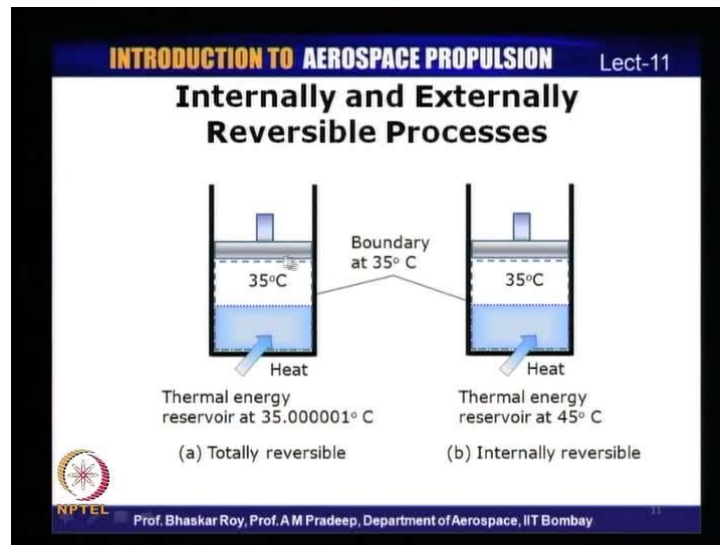 INTRODUCTION TO AEROSPACE PROPULSION Lect-11
Internally and Externally
Reversible Processes
Boundary
at 35° C
35°C
35°C
Heat
Heat
Thermal energy
reservoir at 35.000001° C
Thermal energy
reservoir at 45° C
(a) Totally reversible
(b) Internally reversible
NPTEL
Prof. Bhaskar Roy, Prof. A M Pradeep, Department of Aerospace, IIT Bombay
11